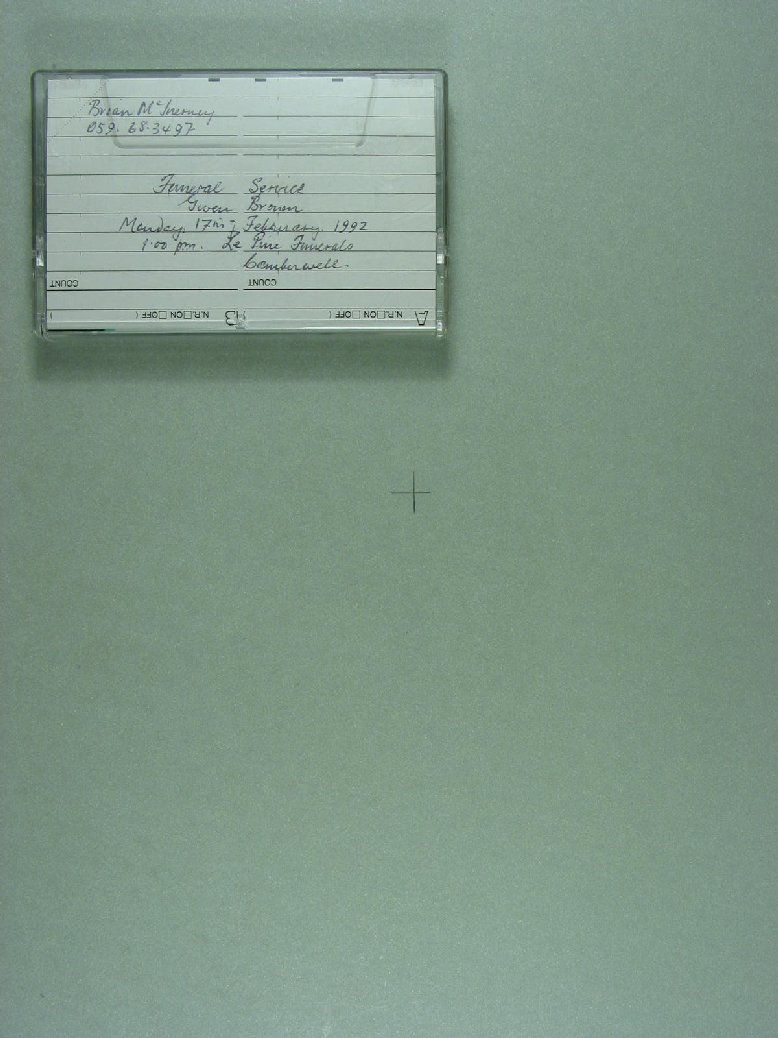 Brian McInerney
059. 68.3497
Funeral Service
Gwen Brown
Monday, 17th February, 1992
1.00 pm. Le Pine Funerals
Camberwell.
COUNT COUNT
A N.R. ☐ON ☐OFF ( ) B N.R. ☐ON ☐OFF ( )